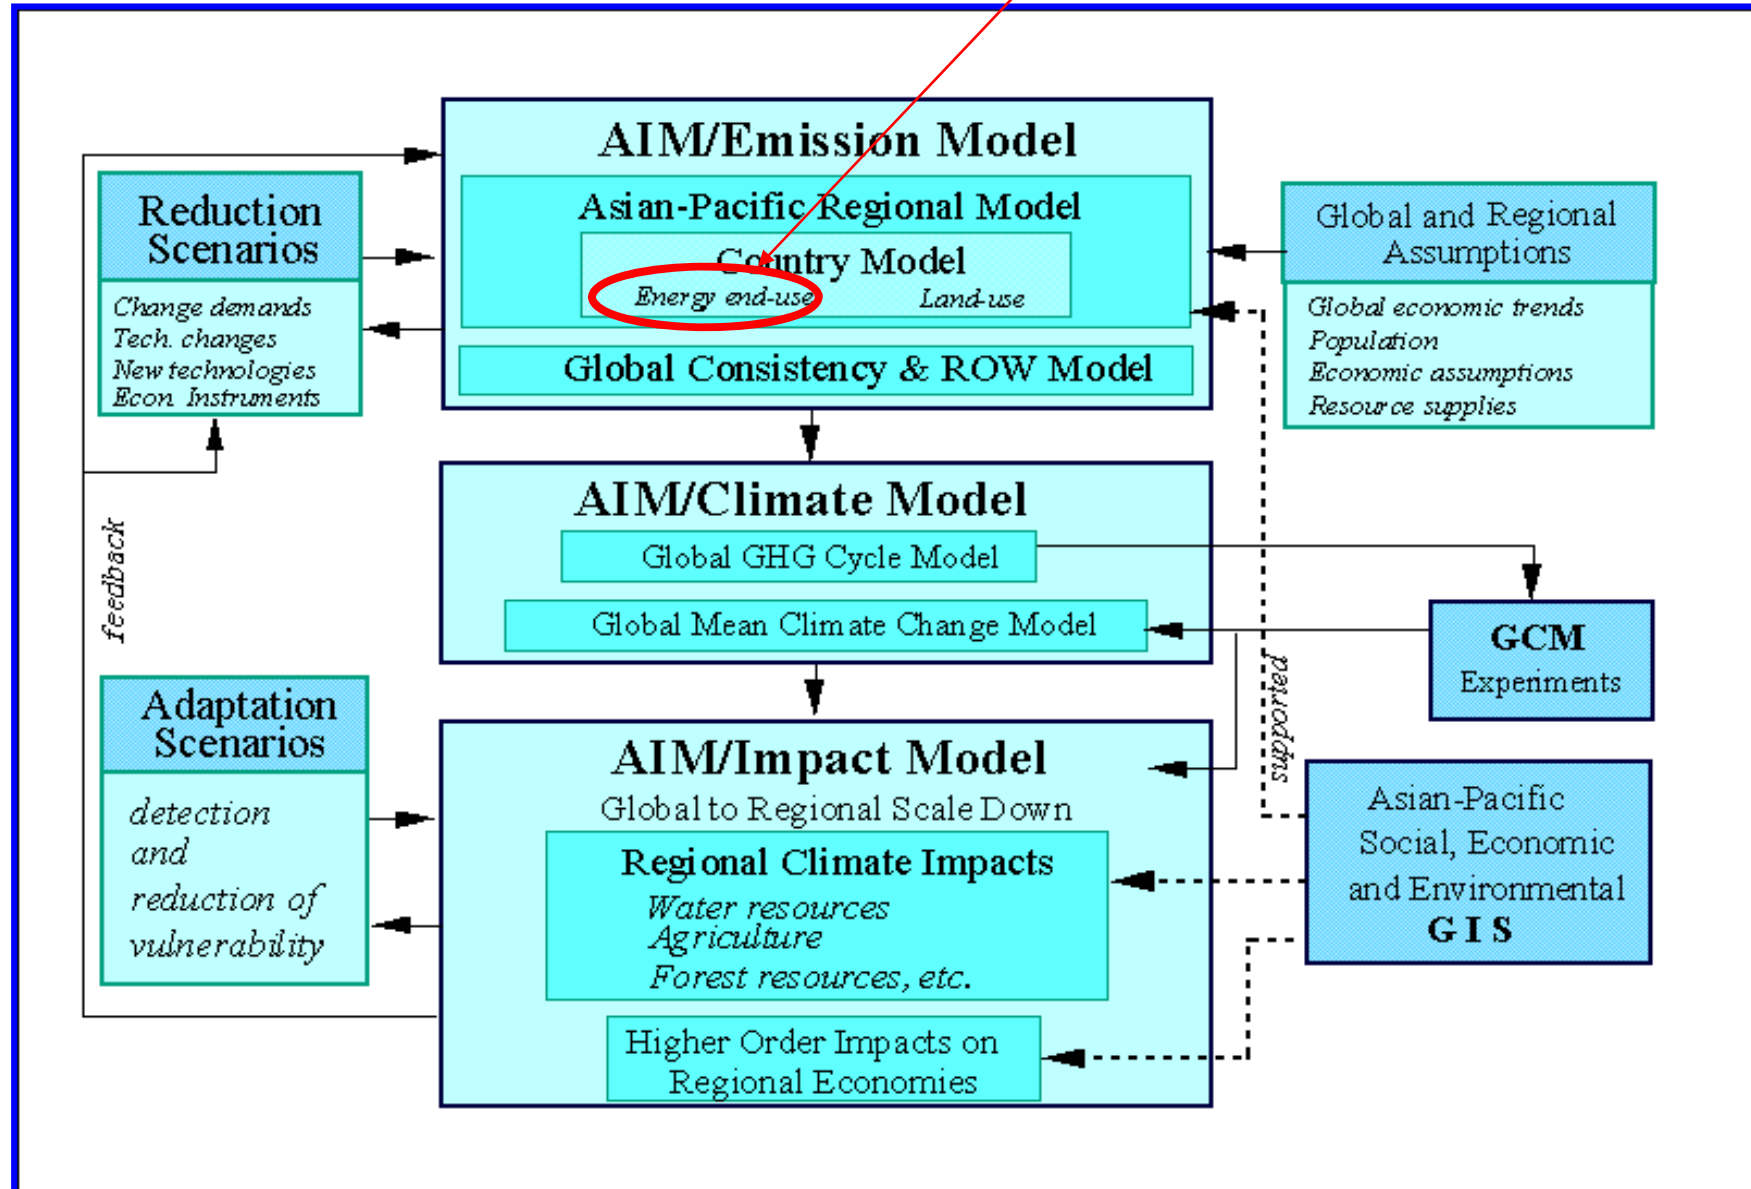 AIM/Emission Model
Asian-Pacific Regional Model
Country Model
Energy end-use
Land-use
Global Consistency & ROW Model
Reduction
Scenarios
Change demands
Tech. changes
New technologies
Econ. Instruments
Global and Regional
Assumptions
Global economic trends
Population
Economic assumptions
Resource supplies
AIM/Climate Model
Global GHG Cycle Model
Global Mean Climate Change Model
feedback
GCM
Experiments
supported
Adaptation
Scenarios
detection
and
reduction of
vulnerability
AIM/Impact Model
Global to Regional Scale Down
Regional Climate Impacts
Water resources
Agriculture
Forest resources, etc.
Higher Order Impacts on
Regional Economies
Asian-Pacific
Social, Economic
and Environmental
GIS